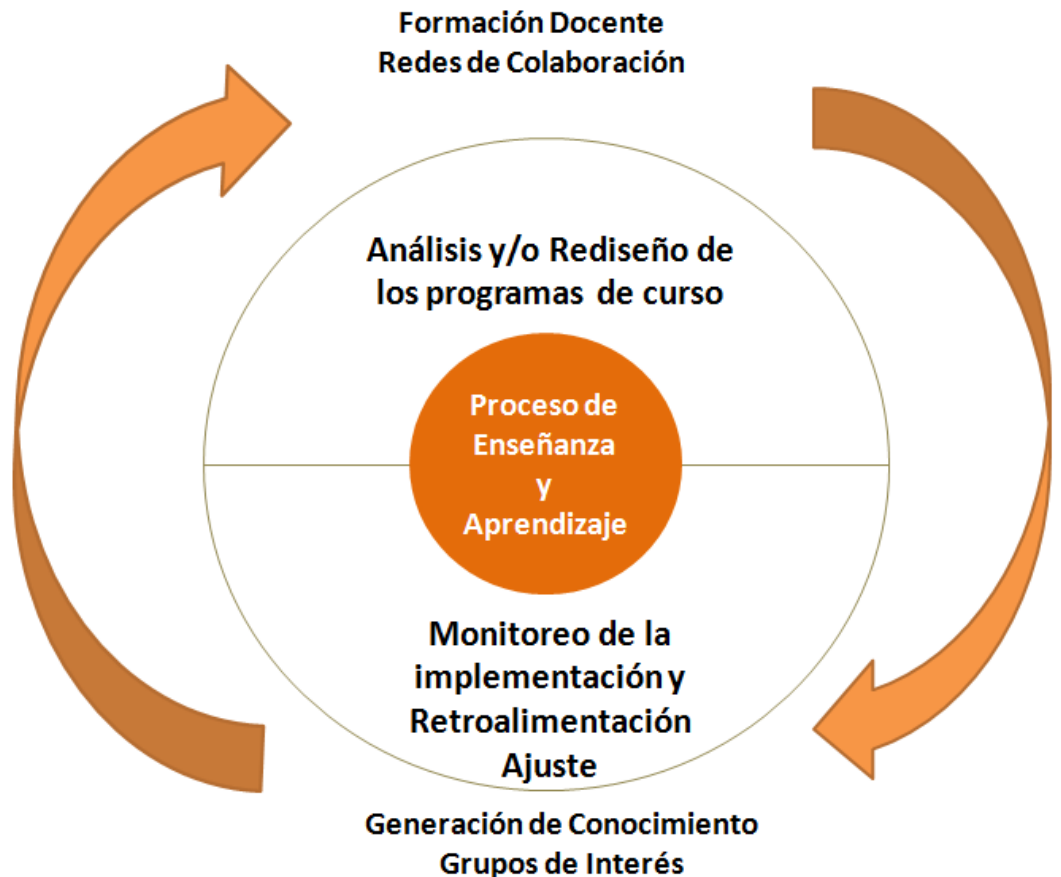 Formación Docente
Redes de Colaboración
Análisis y/o Rediseño de
los programas de curso
Proceso de
Enseñanza
y
Aprendizaje
Monitoreo de la
implementación y
Retroalimentación
Ajuste
Generación de Conocimiento
Grupos de Interés